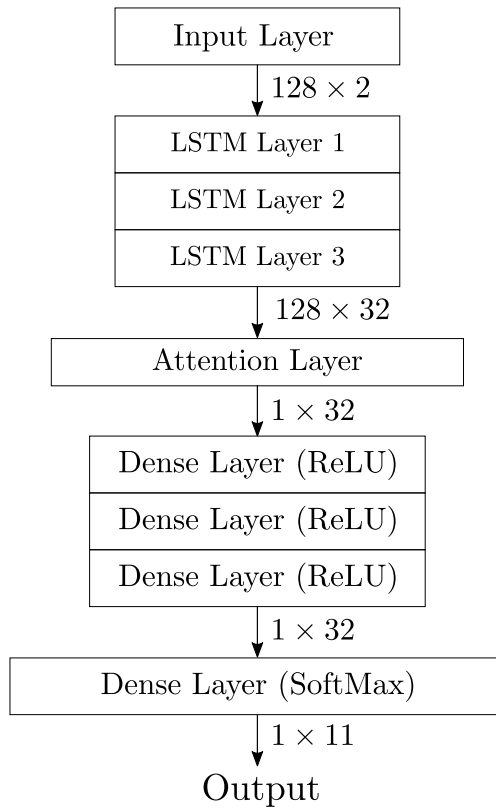 Input Layer
128 × 2
LSTM Layer 1
LSTM Layer 2
LSTM Layer 3
128 × 32
Attention Layer
1 × 32
Dense Layer (ReLU)
Dense Layer (ReLU)
Dense Layer (ReLU)
1 × 32
Dense Layer (SoftMax)
1 × 11
Output